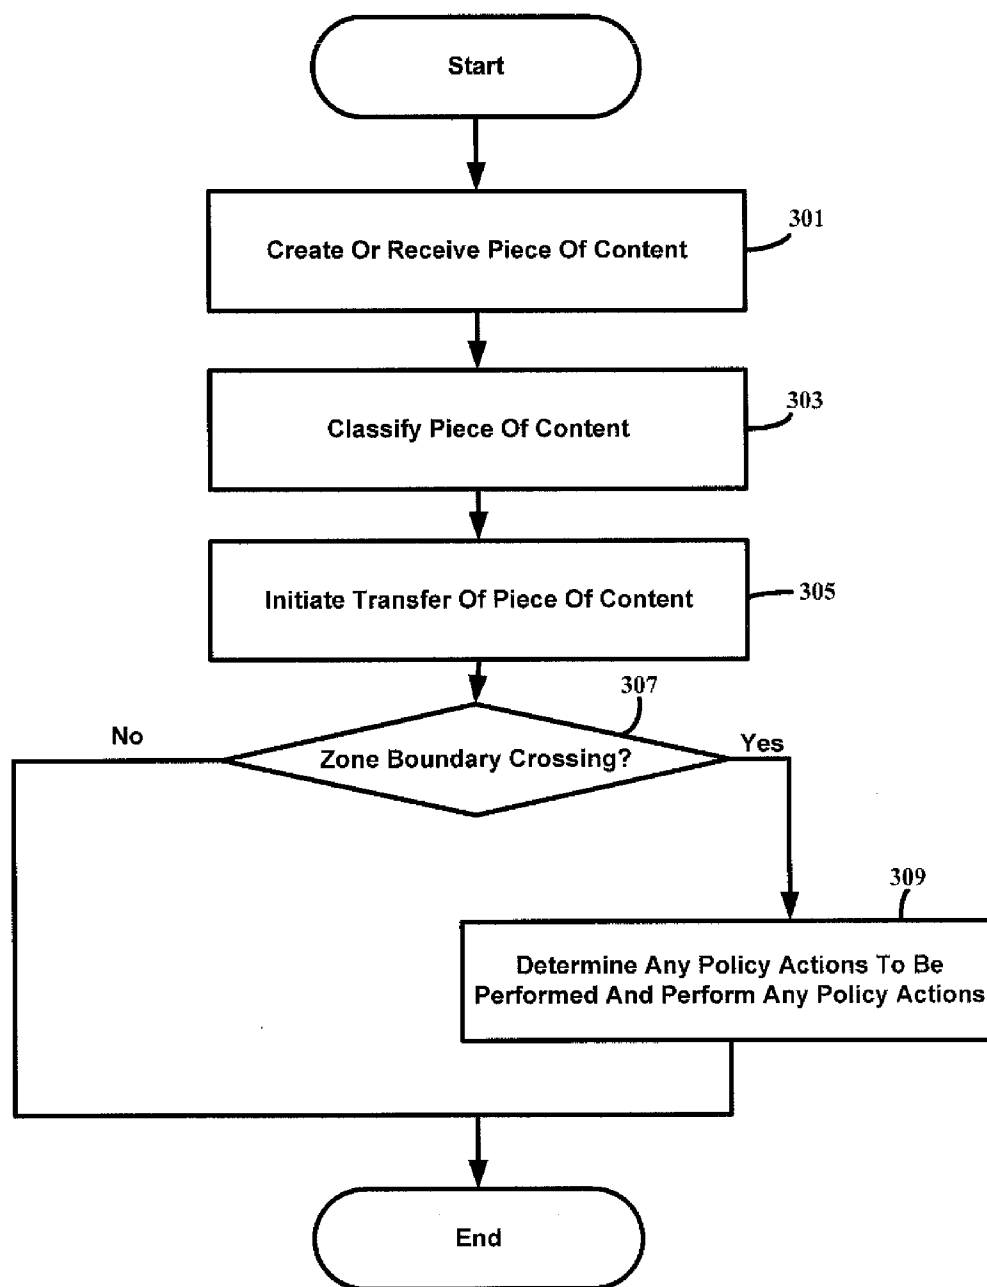 Start
301
Create Or Receive Piece Of Content
303
Classify Piece Of Content
Initiate Transfer Of Piece Of Content
305
307
No
Zone Boundary Crossing?
Yes
309
Determine Any Policy Actions To Be
Performed And Perform Any Policy Actions
End